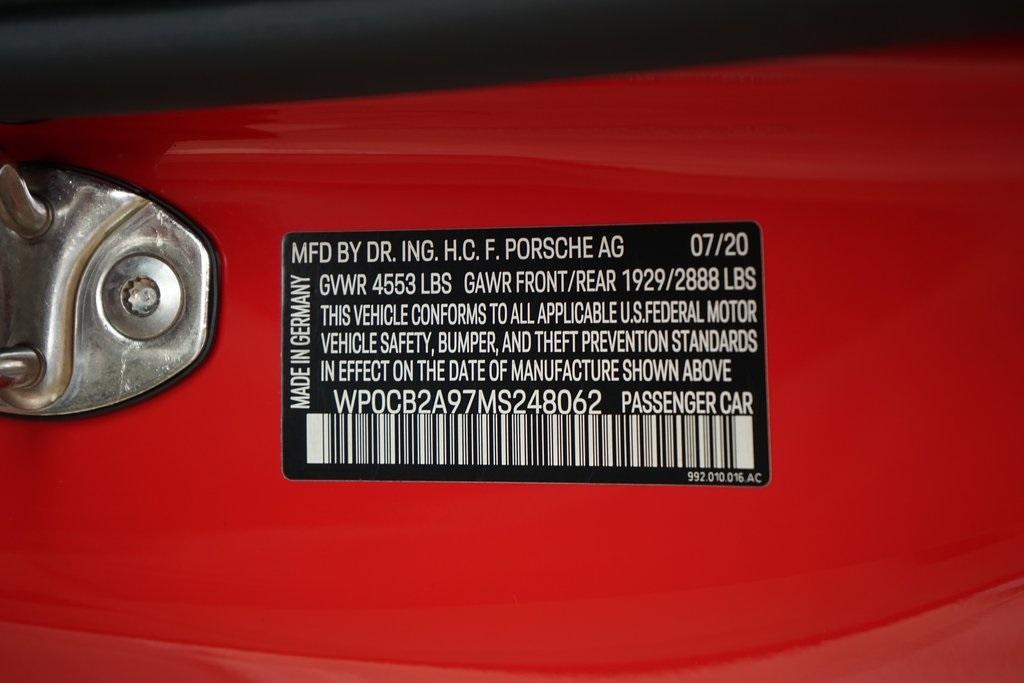 MFD BY DR. ING. H.C. F. PORSCHE AG 07/20
MADE IN GERMANY
GVWR 4553 LBS GAWR FRONT/REAR 1929/2888 LBS
THIS VEHICLE CONFORMS TO ALL APPLICABLE U.S.FEDERAL MOTOR
VEHICLE SAFETY, BUMPER, AND THEFT PREVENTION STANDARDS
IN EFFECT ON THE DATE OF MANUFACTURE SHOWN ABOVE
WP0CB2A97MS248062 PASSENGER CAR
992.010.016.AC